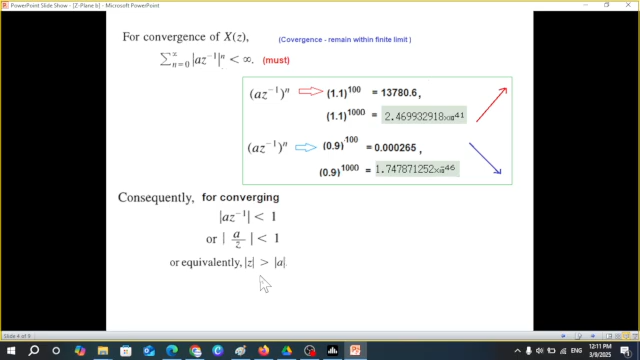 PowerPoint Slide Show - [Z-Plane b] - Microsoft PowerPoint
For convergence of X(z), (Covergence - remain within finite limit)
∑ₙ₌₀^∞ |az⁻¹|ⁿ < ∞. (must)
(az⁻¹)ⁿ ⇨ (1.1)¹⁰⁰ = 13780.6 ,
(1.1)¹⁰⁰⁰ = 2.469932918×₁₀⁴¹
(az⁻¹)ⁿ ⇨ (0.9)¹⁰⁰ = 0.000265 ,
(0.9)¹⁰⁰⁰ = 1.747871252×₁₀⁻⁴⁶
Consequently, for converging
|az⁻¹| < 1
or | a/z | < 1
or equivalently, |z| > |a|.
Slide 4 of 9
ENG
12:11 PM
3/9/2025